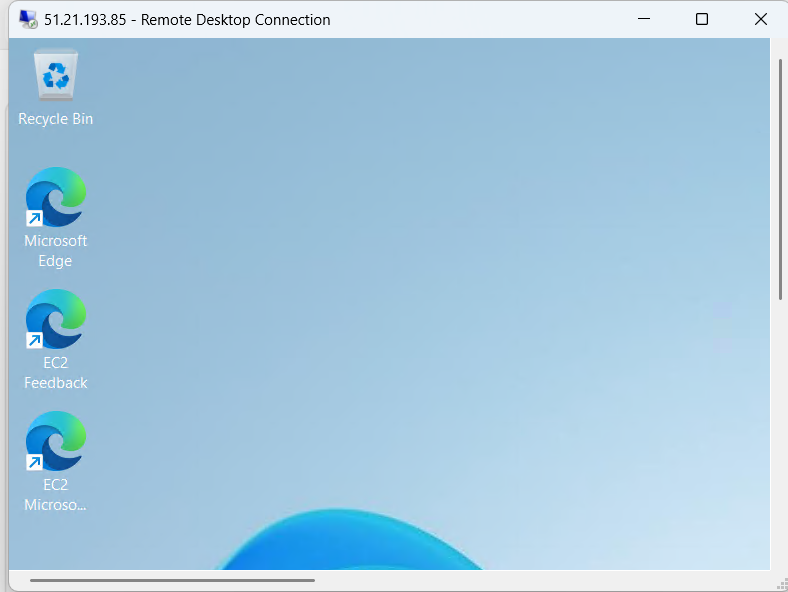 51.21.193.85 - Remote Desktop Connection
Recycle Bin
Microsoft
Edge
EC2
Feedback
EC2
Microso...